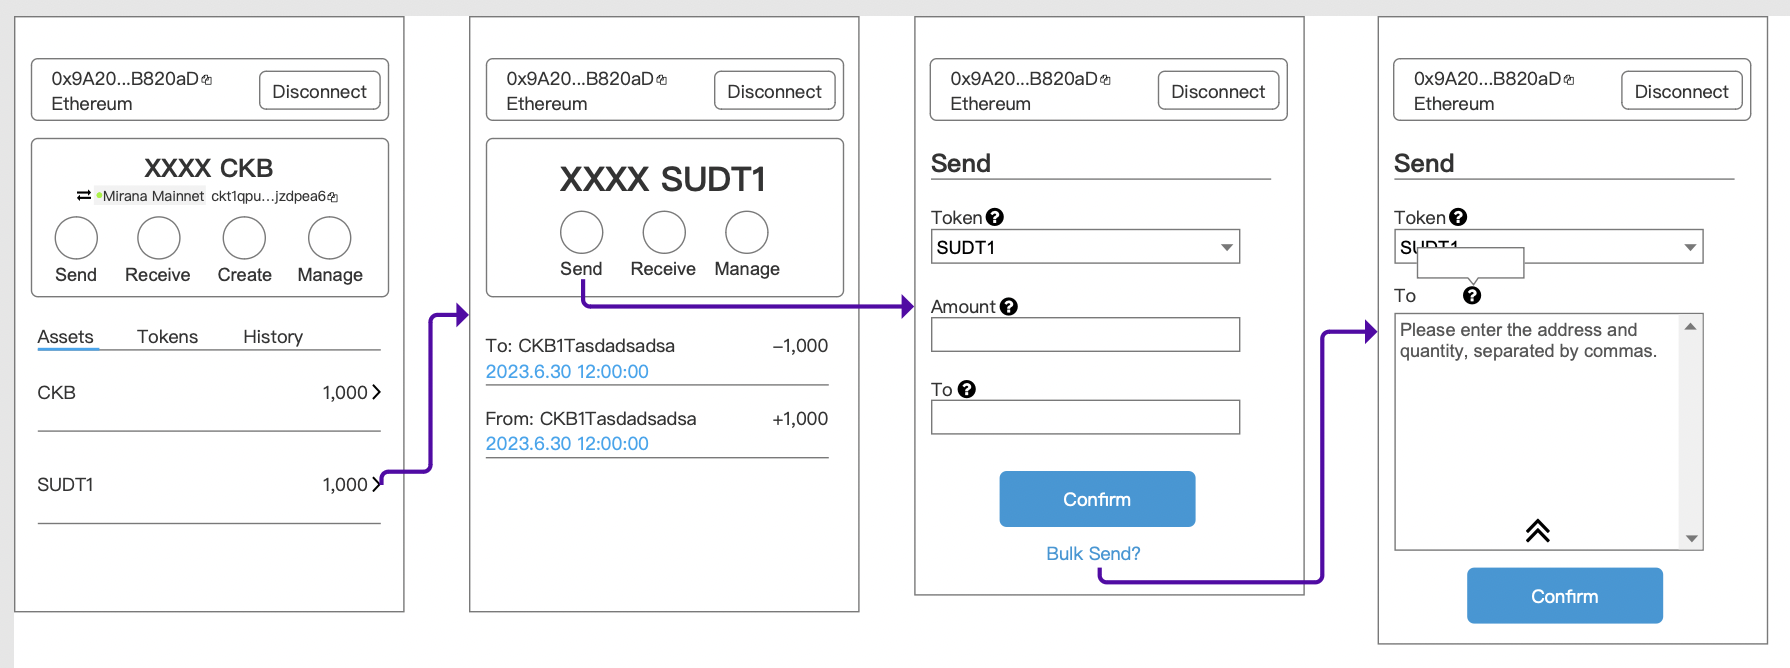 0x9A20...B820aD
Ethereum
Disconnect
XXXX CKB
Mirana Mainnet ckt1qpu...jzdpea6
Send Receive Create Manage
Assets Tokens History
CKB 1,000
SUDT1 1,000
0x9A20...B820aD
Ethereum
Disconnect
XXXX SUDT1
Send Receive Manage
To: CKB1Tasdadsadsa –1,000
2023.6.30 12:00:00
From: CKB1Tasdadsadsa +1,000
2023.6.30 12:00:00
0x9A20...B820aD
Ethereum
Disconnect
Send
Token ?
SUDT1
Amount ?
To ?
Confirm
Bulk Send?
0x9A20...B820aD
Ethereum
Disconnect
Send
Token ?
SUDT1
To ?
Please enter the address and
quantity, separated by commas.
Confirm